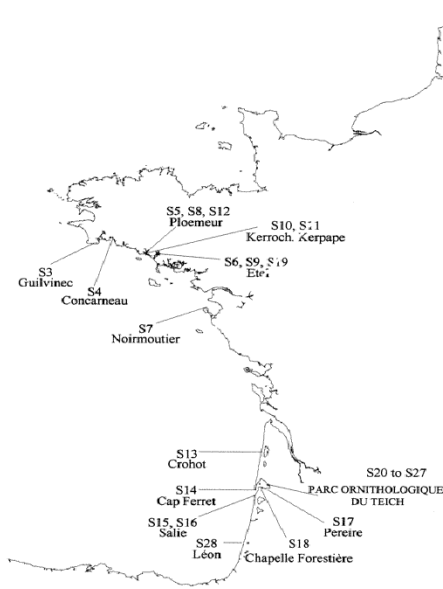 S5, S8, S12
Ploemeur
S10, S11
Kerroch, Kerpape
S6, S9, S19
Etel
S3
Guilvinec
S4
Concarneau
S7
Noirmoutier
S13
Crohot
S20 to S27
S14
Cap Ferret
PARC ORNITHOLOGIQUE
DU TEICH
S15, S16
Salie
S17
Pereire
S18
Chapelle Forestière
S28
Léon